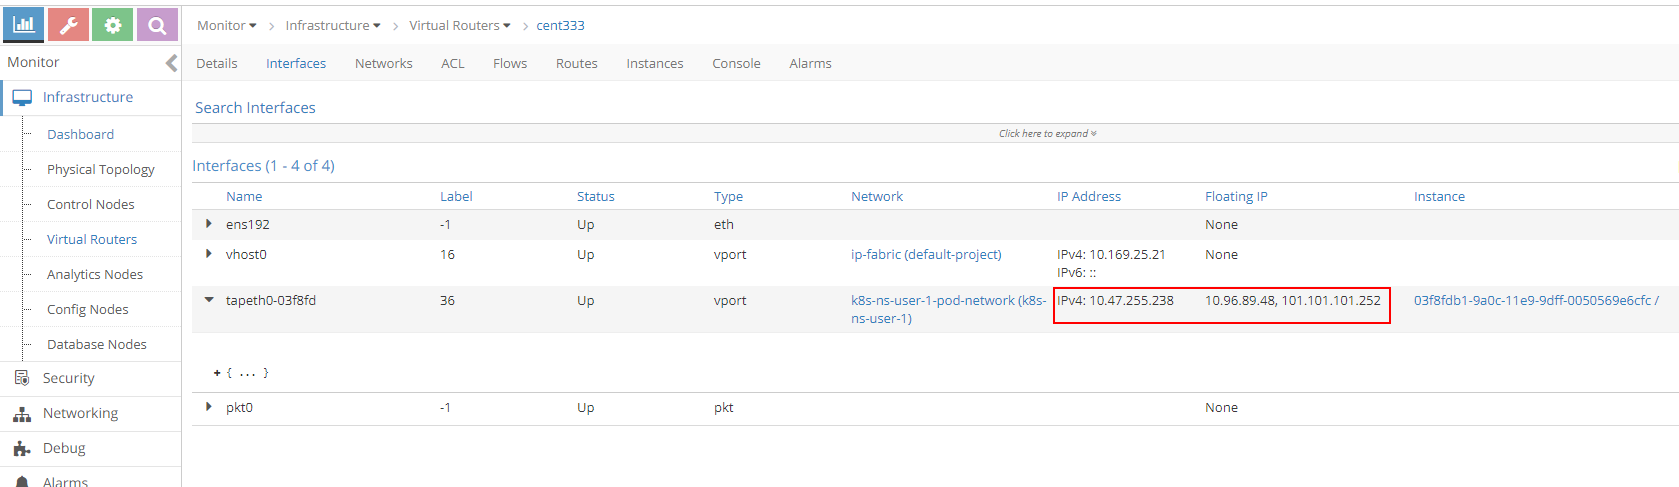 Monitor Infrastructure Virtual Routers cent333
Monitor
Details Interfaces Networks ACL Flows Routes Instances Console Alarms
Infrastructure
Search Interfaces
Dashboard
Click here to expand
Physical Topology
Interfaces (1 - 4 of 4)
Control Nodes
Name Label Status Type Network IP Address Floating IP Instance
ens192 -1 Up eth None
Virtual Routers
vhost0 16 Up vport ip-fabric (default-project) IPv4: 10.169.25.21 None
IPv6: ::
Analytics Nodes
tapeth0-03f8fd 36 Up vport k8s-ns-user-1-pod-network (k8s- IPv4: 10.47.255.238 10.96.89.48, 101.101.101.252 03f8fdb1-9a0c-11e9-9dff-0050569e6cfc /
ns-user-1)
Config Nodes
Database Nodes
+ { ... }
Security
pkt0 -1 Up pkt None
Networking
Debug
Alarms